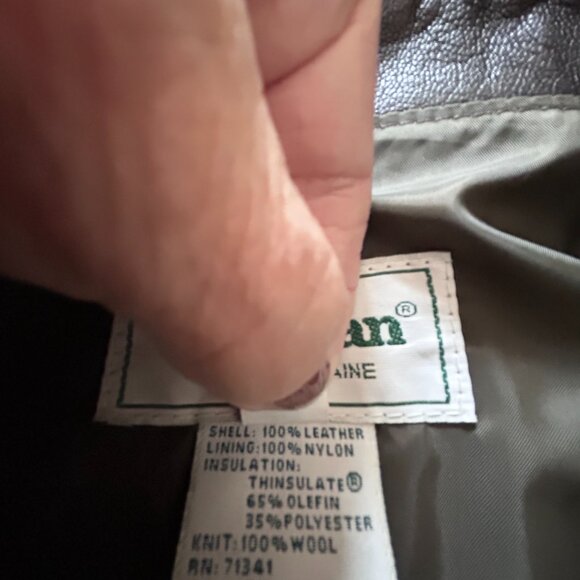 an®
AINE
SHELL: 100% LEATHER
LINING: 100% NYLON
INSULATION:
THINSULATE®
65% OLEFIN
35% POLYESTER
KNIT: 100% WOOL
RN: 71341